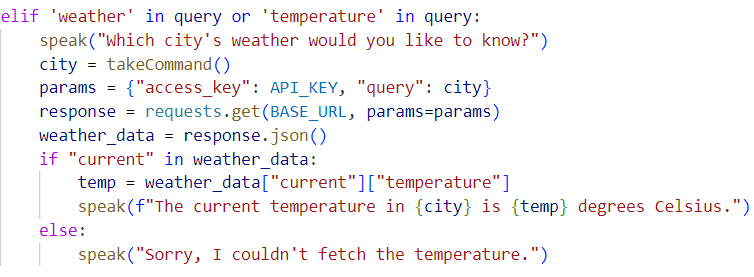 elif 'weather' in query or 'temperature' in query:
    speak("Which city's weather would you like to know?")
    city = takeCommand()
    params = {"access_key": API_KEY, "query": city}
    response = requests.get(BASE_URL, params=params)
    weather_data = response.json()
    if "current" in weather_data:
        temp = weather_data["current"]["temperature"]
        speak(f"The current temperature in {city} is {temp} degrees Celsius.")
    else:
        speak("Sorry, I couldn't fetch the temperature.")